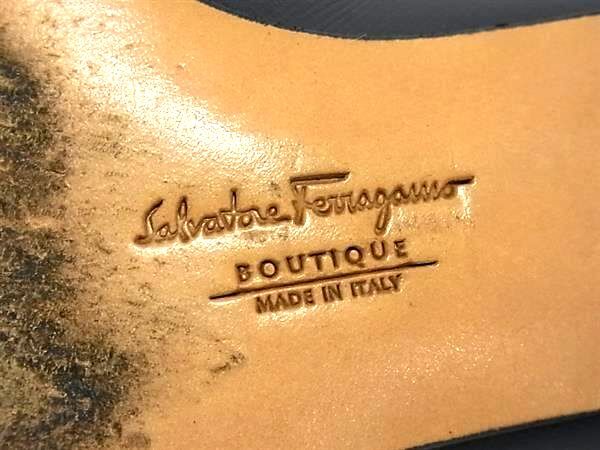 Salvatore Ferragamo
BOUTIQUE
MADE IN ITALY